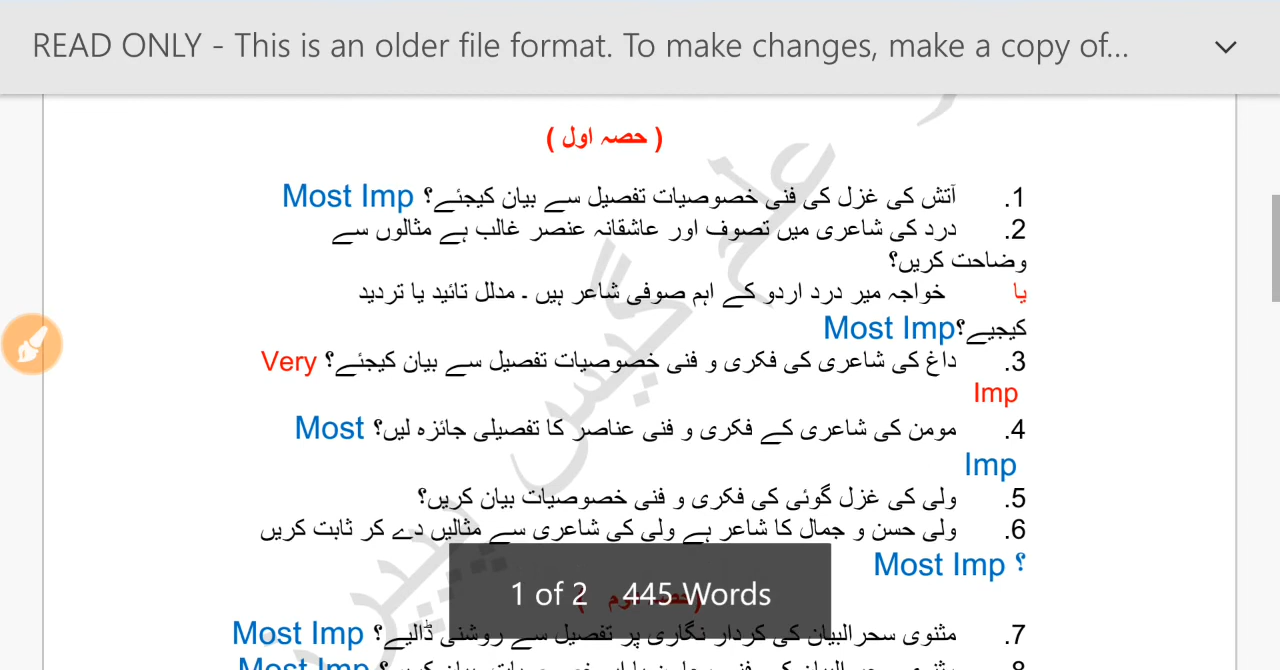 READ ONLY - This is an older file format. To make changes, make a copy of...
( حصہ اول )
1. آتش کی غزل کی فنی خصوصیات تفصیل سے بیان کیجئے؟ Most Imp
2. درد کی شاعری میں تصوف اور عاشقانہ عنصر غالب ہے مثالوں سے
وضاحت کریں؟
یا خواجہ میر درد اردو کے اہم صوفی شاعر ہیں ۔ مدلل تائید یا تردید
کیجیے؟Most Imp
3. داغ کی شاعری کی فکری و فنی خصوصیات تفصیل سے بیان کیجئے؟ Very
Imp
4. مومن کی شاعری کے فکری و فنی عناصر کا تفصیلی جائزہ لیں؟ Most
Imp
5. ولی کی غزل گوئی کی فکری و فنی خصوصیات بیان کریں؟
6. ولی حسن و جمال کا شاعر ہے ولی کی شاعری سے مثالیں دے کر ثابت کریں
؟ Most Imp
1 of 2 445 Words
7. مثنوی سحرالبیان کی کردار نگاری پر تفصیل سے روشنی ڈالیے؟ Most Imp